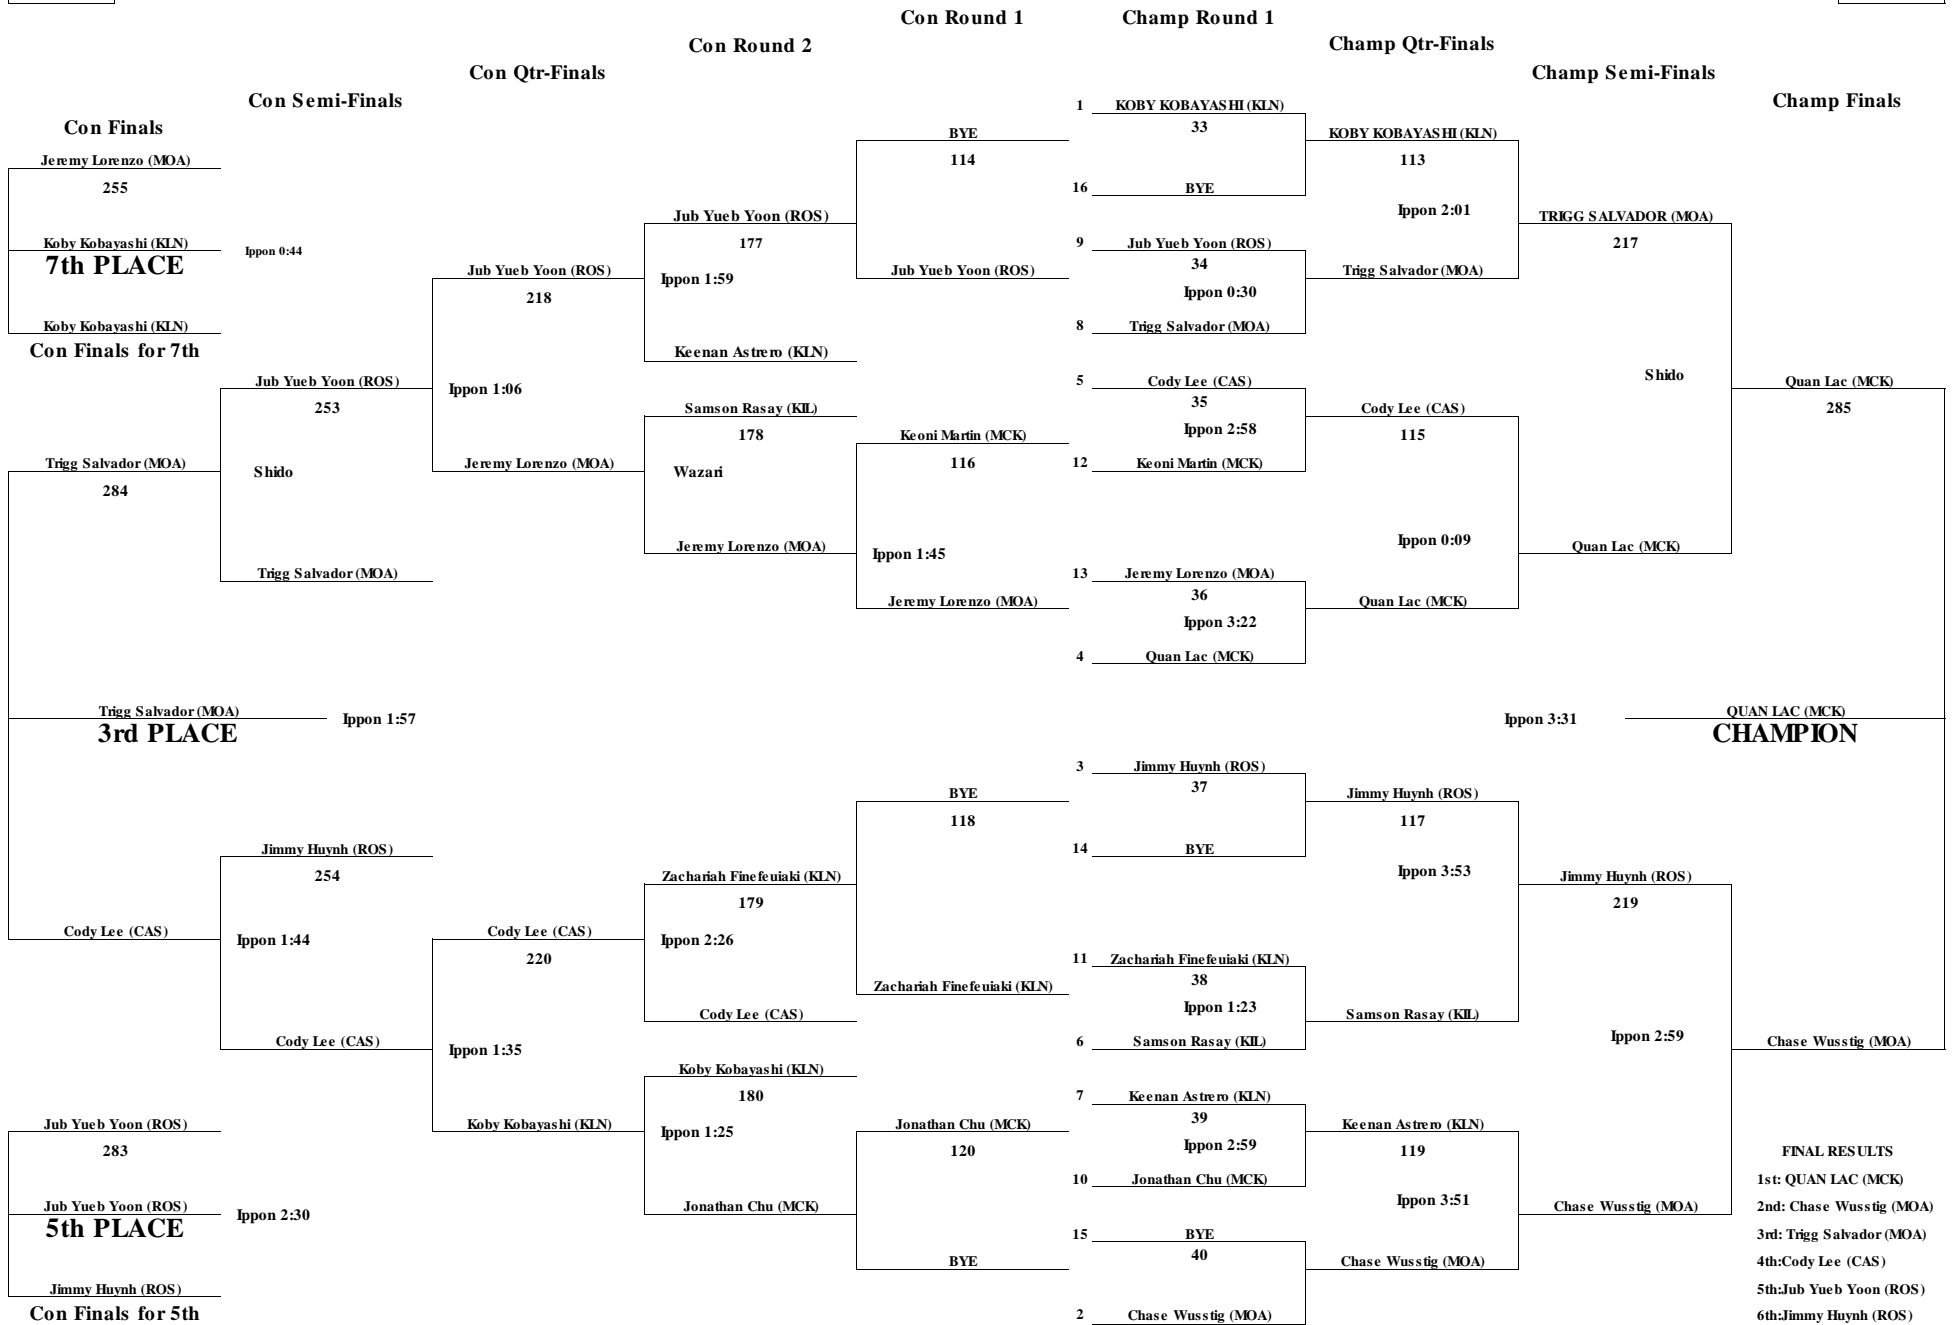 Con Round 1
Champ Round 1
Con Round 2
Champ Qtr-Finals
Con Qtr-Finals
Champ Semi-Finals
Con Semi-Finals
Champ Finals
Con Finals
1 KOBY KOBAYASHI (KLN)
33
16 BYE
9 Jub Yueb Yoon (ROS)
34
Ippon 0:30
8 Trigg Salvador (MOA)
5 Cody Lee (CAS)
35
Ippon 2:58
12 Keoni Martin (MCK)
13 Jeremy Lorenzo (MOA)
36
Ippon 3:22
4 Quan Lac (MCK)
3 Jimmy Huynh (ROS)
37
14 BYE
11 Zachariah Finefeuiaki (KLN)
38
Ippon 1:23
6 Samson Rasay (KIL)
7 Keenan Astrero (KLN)
39
Ippon 2:59
10 Jonathan Chu (MCK)
15 BYE
40
2 Chase Wusstig (MOA)
KOBY KOBAYASHI (KLN)
113
Ippon 2:01
Trigg Salvador (MOA)
Cody Lee (CAS)
115
Ippon 0:09
Quan Lac (MCK)
Jimmy Huynh (ROS)
117
Ippon 3:53
Samson Rasay (KIL)
Keenan Astrero (KLN)
119
Ippon 3:51
Chase Wusstig (MOA)
TRIGG SALVADOR (MOA)
217
Shido
Quan Lac (MCK)
Jimmy Huynh (ROS)
219
Ippon 2:59
Chase Wusstig (MOA)
Quan Lac (MCK)
285
Ippon 3:31
QUAN LAC (MCK)
CHAMPION
Chase Wusstig (MOA)
BYE
114
Jub Yueb Yoon (ROS)
Keoni Martin (MCK)
116
Ippon 1:45
Jeremy Lorenzo (MOA)
BYE
118
Zachariah Finefeuiaki (KLN)
Jonathan Chu (MCK)
120
BYE
Jub Yueb Yoon (ROS)
177
Ippon 1:59
Keenan Astrero (KLN)
Samson Rasay (KIL)
178
Wazari
Jeremy Lorenzo (MOA)
Zachariah Finefeuiaki (KLN)
179
Ippon 2:26
Cody Lee (CAS)
Koby Kobayashi (KLN)
180
Ippon 1:25
Jonathan Chu (MCK)
Jub Yueb Yoon (ROS)
218
Ippon 1:06
Jeremy Lorenzo (MOA)
Cody Lee (CAS)
220
Ippon 1:35
Koby Kobayashi (KLN)
Jub Yueb Yoon (ROS)
253
Shido
Trigg Salvador (MOA)
Jimmy Huynh (ROS)
254
Ippon 1:44
Cody Lee (CAS)
Jeremy Lorenzo (MOA)
255
Koby Kobayashi (KLN)
Ippon 0:44
7th PLACE
Koby Kobayashi (KLN)
Con Finals for 7th
Trigg Salvador (MOA)
284
Trigg Salvador (MOA)
Ippon 1:57
3rd PLACE
Cody Lee (CAS)
Jub Yueb Yoon (ROS)
283
Jub Yueb Yoon (ROS)
Ippon 2:30
5th PLACE
Jimmy Huynh (ROS)
Con Finals for 5th
FINAL RESULTS
1st: QUAN LAC (MCK)
2nd: Chase Wusstig (MOA)
3rd: Trigg Salvador (MOA)
4th:Cody Lee (CAS)
5th:Jub Yueb Yoon (ROS)
6th:Jimmy Huynh (ROS)